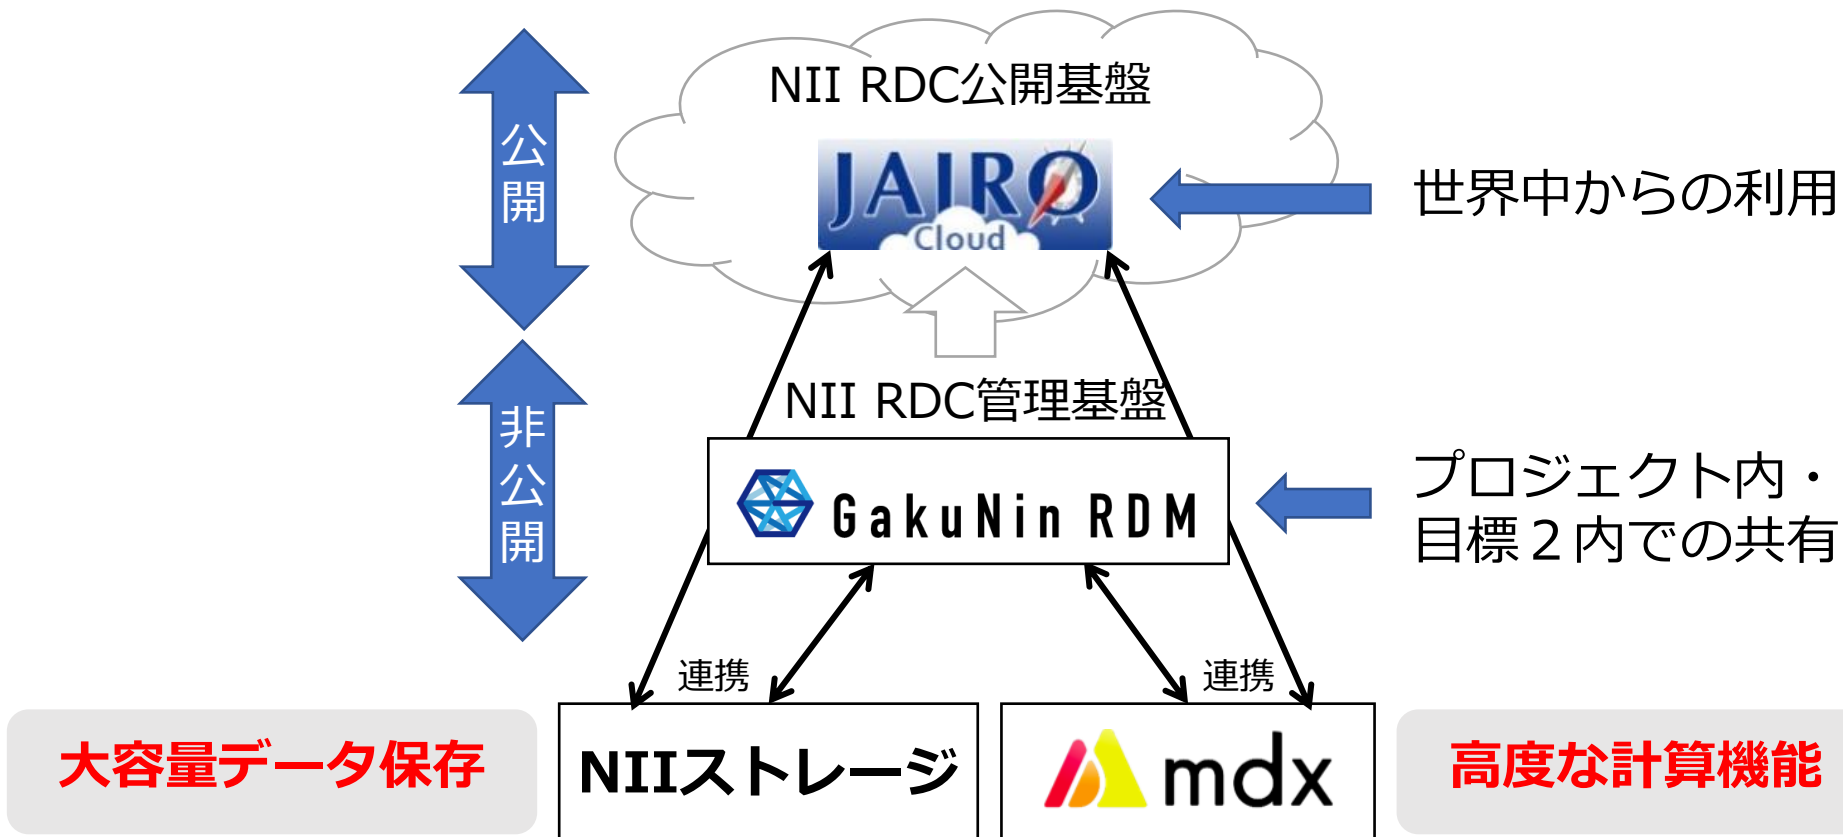 NII RDC公開基盤
公開
JAIRO
Cloud
世界中からの利用
NII RDC管理基盤
非公開
GakuNin RDM
プロジェクト内・
目標２内での共有
連携
連携
大容量データ保存
NIIストレージ
mdx
高度な計算機能